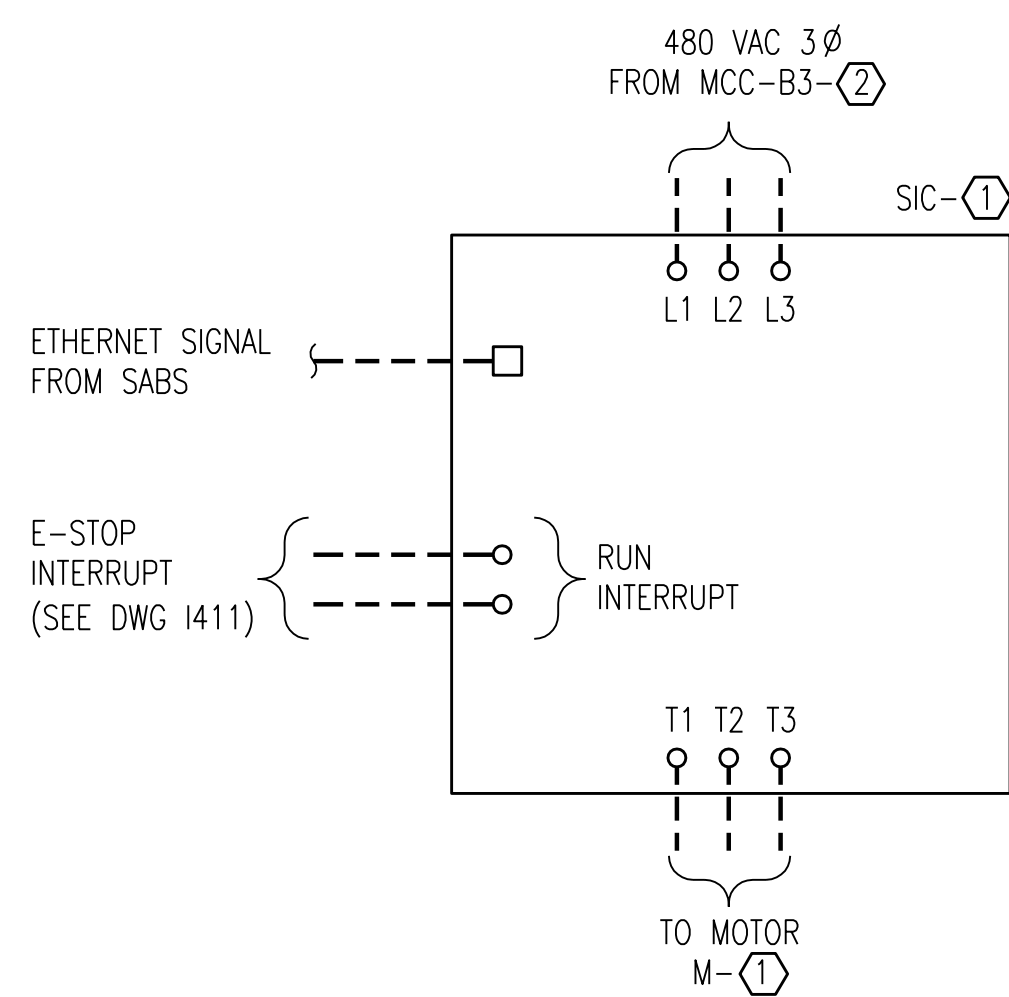 480 VAC 3Ø
FROM MCC-B3-2
SIC-1
L1 L2 L3
ETHERNET SIGNAL
FROM SABS
E-STOP
INTERRUPT
(SEE DWG I411)
RUN
INTERRUPT
T1 T2 T3
TO MOTOR
M-1